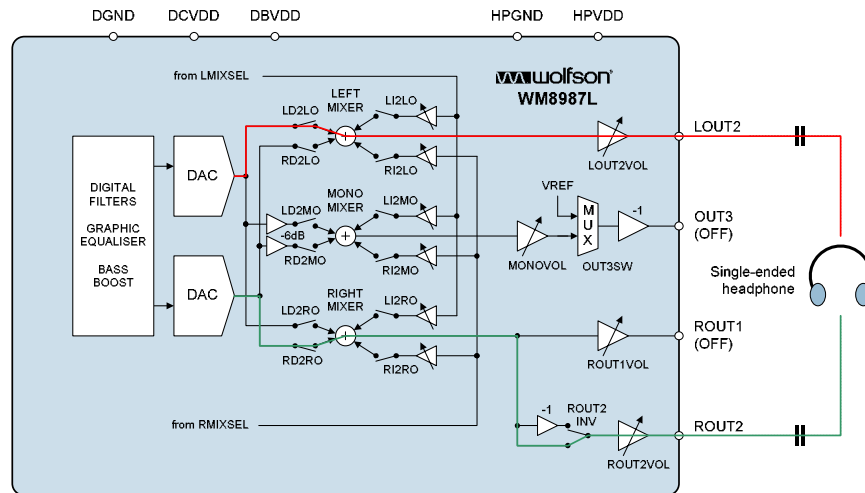 DGND DCVDD DBVDD HPGND HPVDD
from LMIXSEL
wolfson®
WM8987L
LEFT
MIXER
LI2LO
LD2LO
LOUT2
DAC
RD2LO
RI2LO
LOUT2VOL
DIGITAL
FILTERS
GRAPHIC
EQUALISER
BASS
BOOST
MONO
MIXER
LD2MO
LI2MO
-6dB
RD2MO
RI2MO
VREF
MUX
-1
MONOVOL
OUT3SW
OUT3
(OFF)
Single-ended
headphone
DAC
RIGHT
MIXER
LI2RO
LD2RO
RD2RO
RI2RO
ROUT1VOL
ROUT1
(OFF)
from RMIXSEL
-1
ROUT2
INV
ROUT2VOL
ROUT2